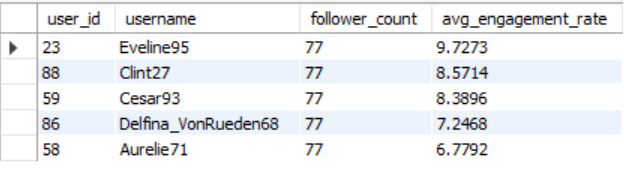 user_id username follower_count avg_engagement_rate
23 Eveline95 77 9.7273
88 Clint27 77 8.5714
59 Cesar93 77 8.3896
86 Delfina_VonRueden68 77 7.2468
58 Aurelie71 77 6.7792